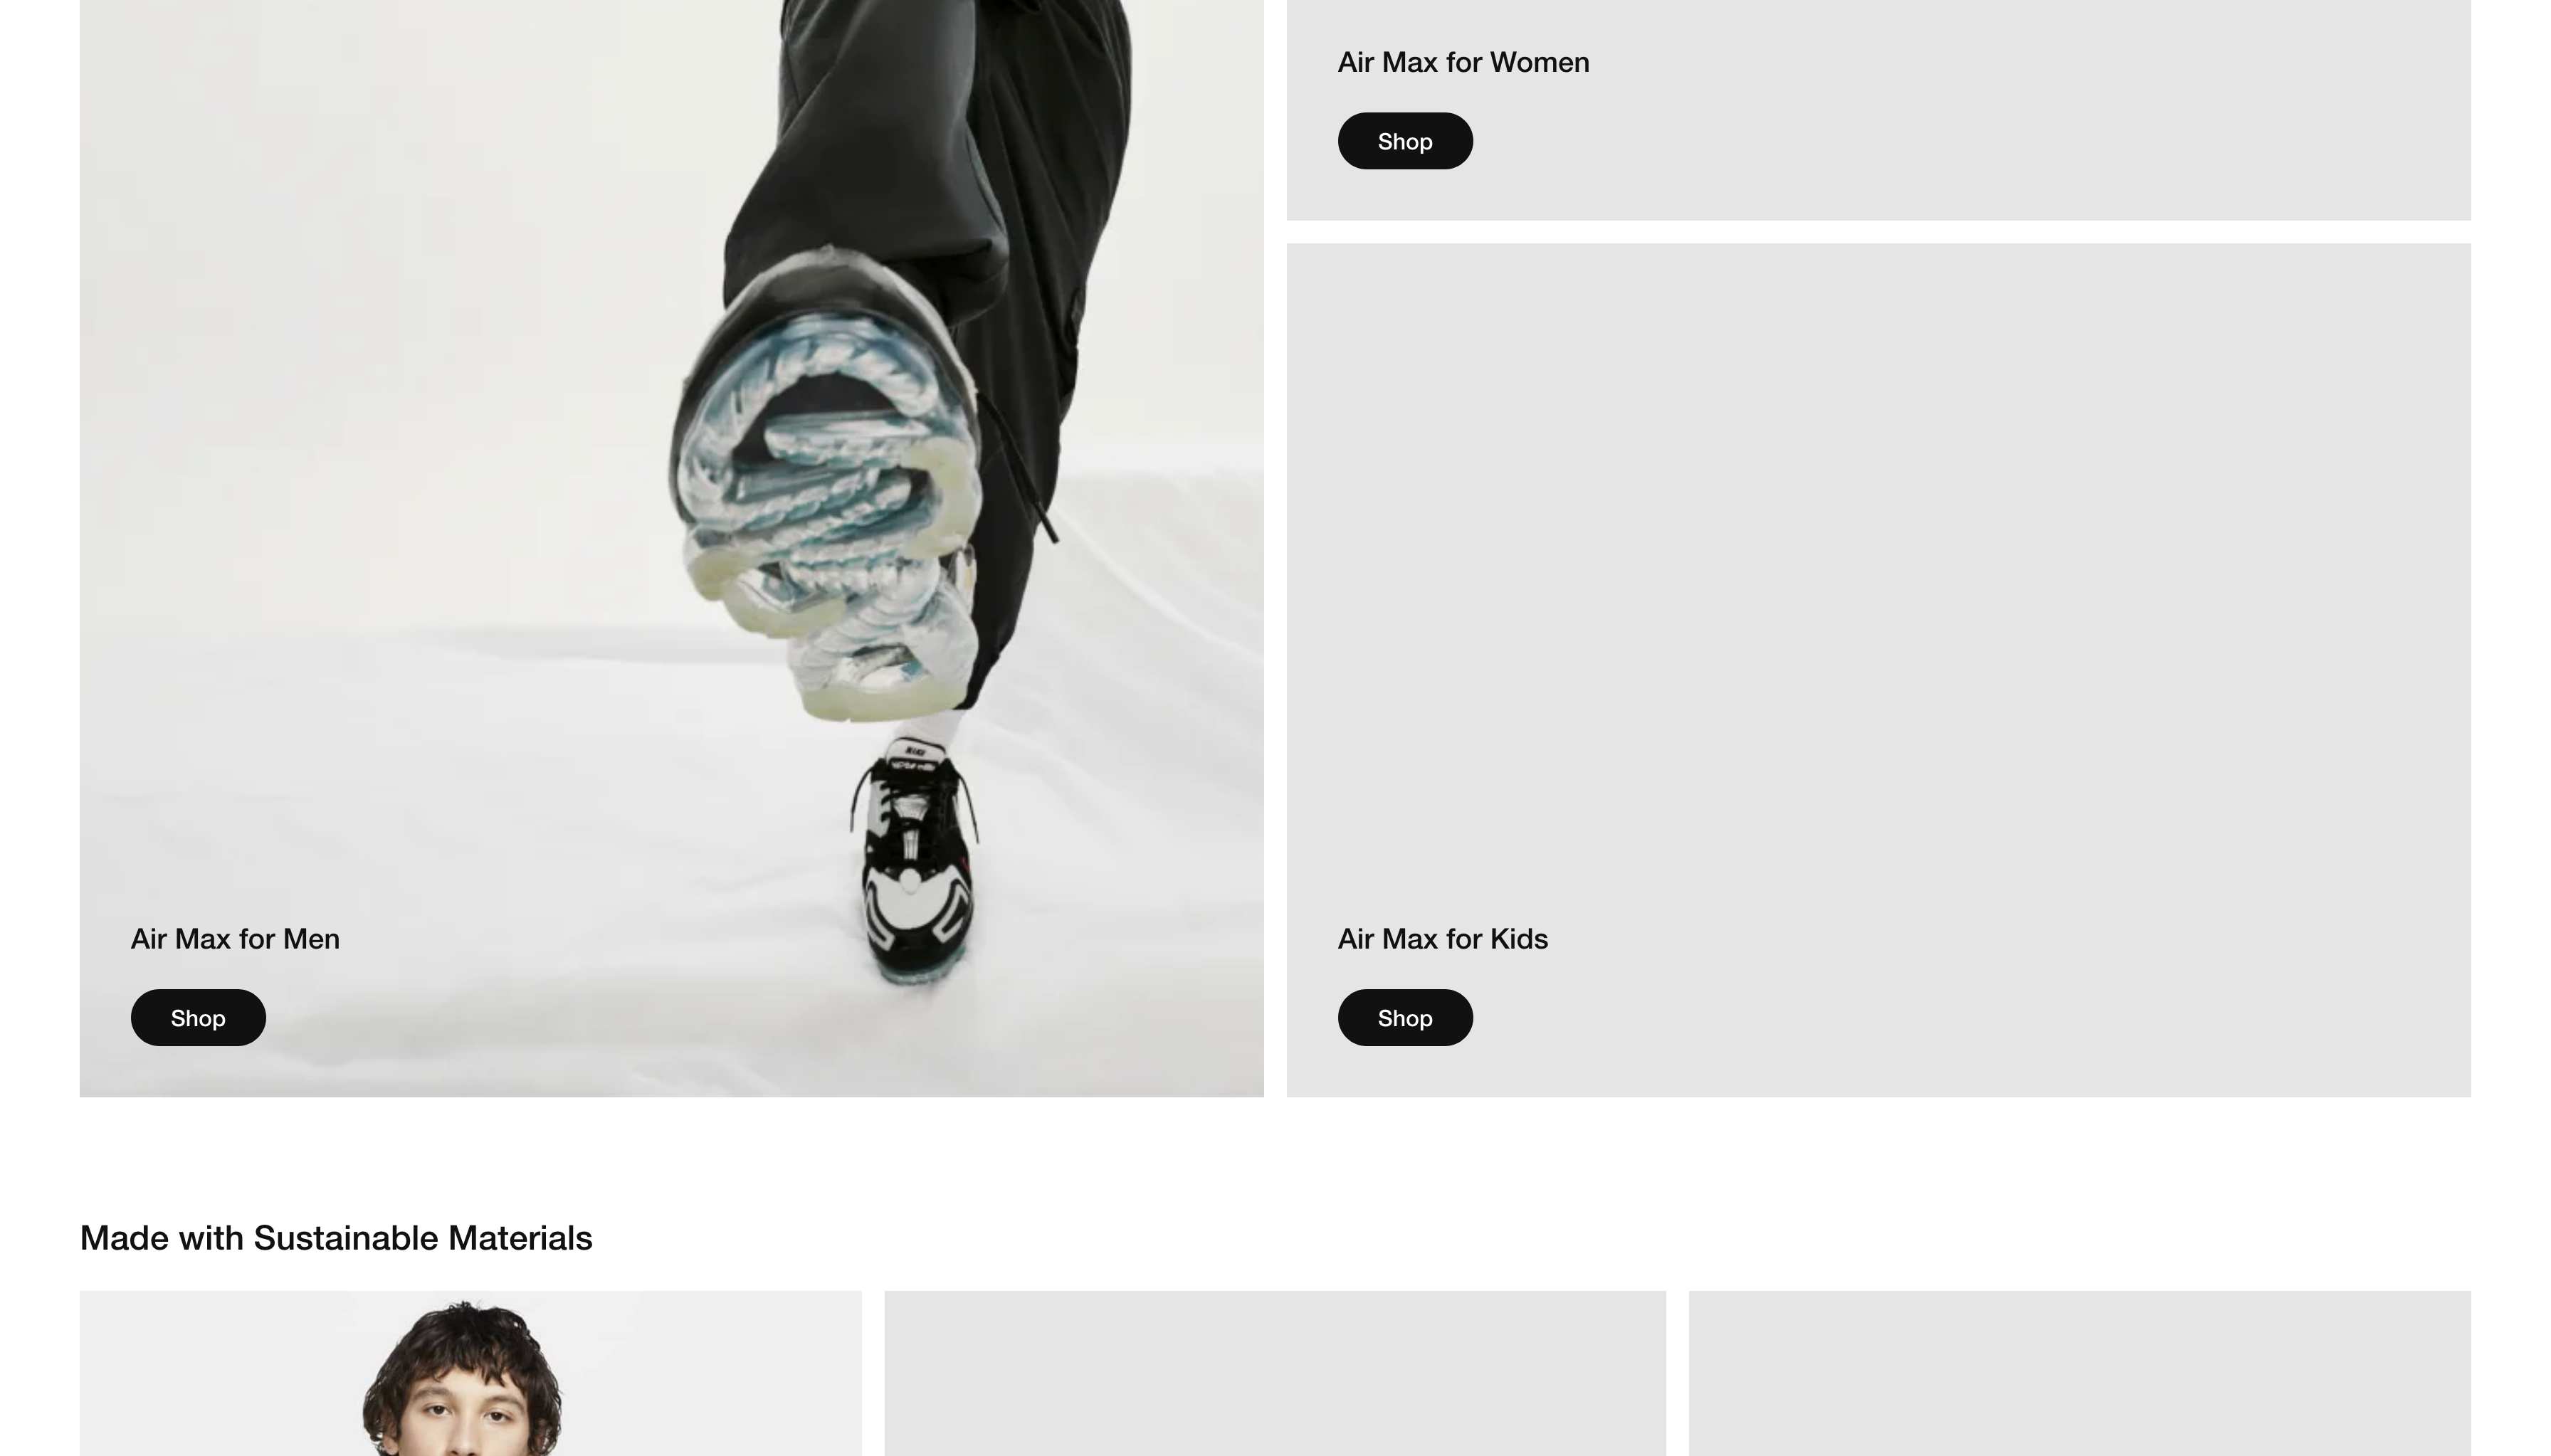 Air Max for Women
Shop
NIKE
Air Max for Men
Shop
Air Max for Kids
Shop
Made with Sustainable Materials